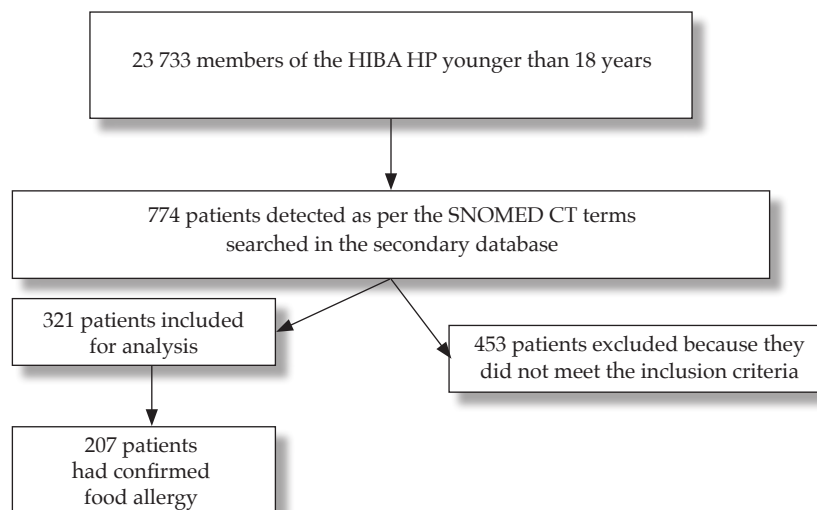 23 733 members of the HIBA HP younger than 18 years
774 patients detected as per the SNOMED CT terms
searched in the secondary database
321 patients included
for analysis
453 patients excluded because they
did not meet the inclusion criteria
207 patients
had confirmed
food allergy